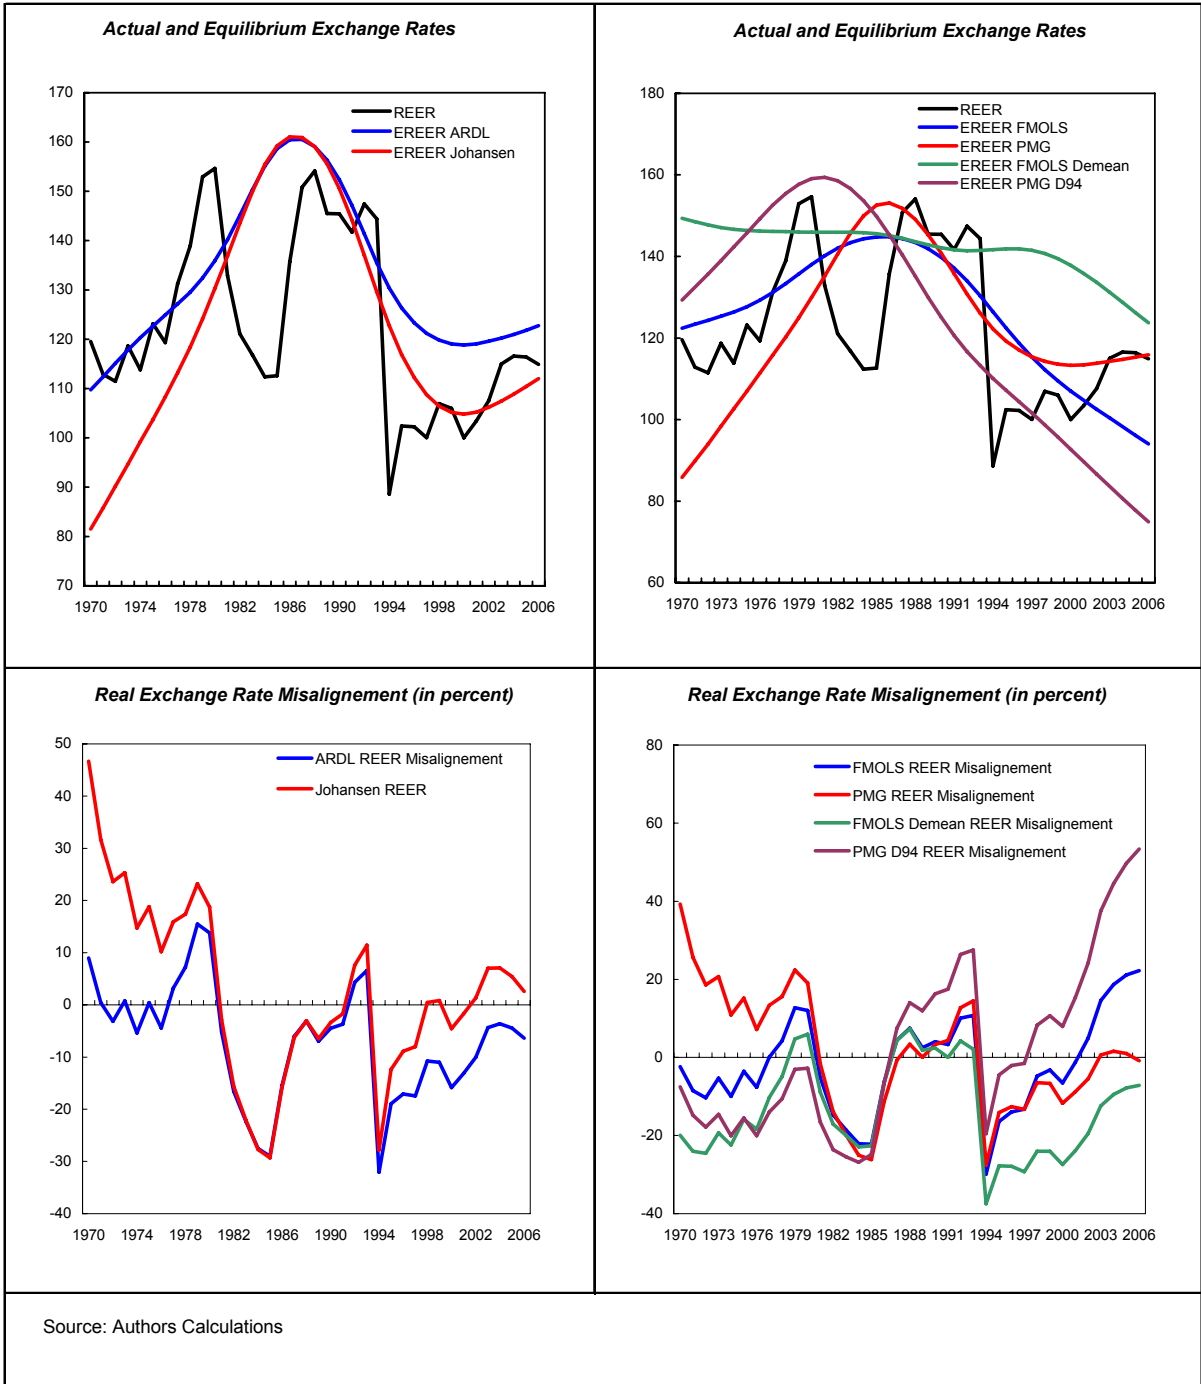 Actual and Equilibrium Exchange Rates
170
160
150
140
130
120
110
100
90
80
70
REER
EREER ARDL
EREER Johansen
1970 1974 1978 1982 1986 1990 1994 1998 2002 2006
Actual and Equilibrium Exchange Rates
180
160
140
120
100
80
60
REER
EREER FMOLS
EREER PMG
EREER FMOLS Demean
EREER PMG D94
1970 1973 1976 1979 1982 1985 1988 1991 1994 1997 2000 2003 2006
Real Exchange Rate Misalignement (in percent)
50
40
30
20
10
0
-10
-20
-30
-40
ARDL REER Misalignement
Johansen REER
1970 1974 1978 1982 1986 1990 1994 1998 2002 2006
Real Exchange Rate Misalignement (in percent)
80
60
40
20
0
-20
-40
FMOLS REER Misalignement
PMG REER Misalignement
FMOLS Demean REER Misalignement
PMG D94 REER Misalignement
1970 1973 1976 1979 1982 1985 1988 1991 1994 1997 2000 2003 2006
Source: Authors Calculations